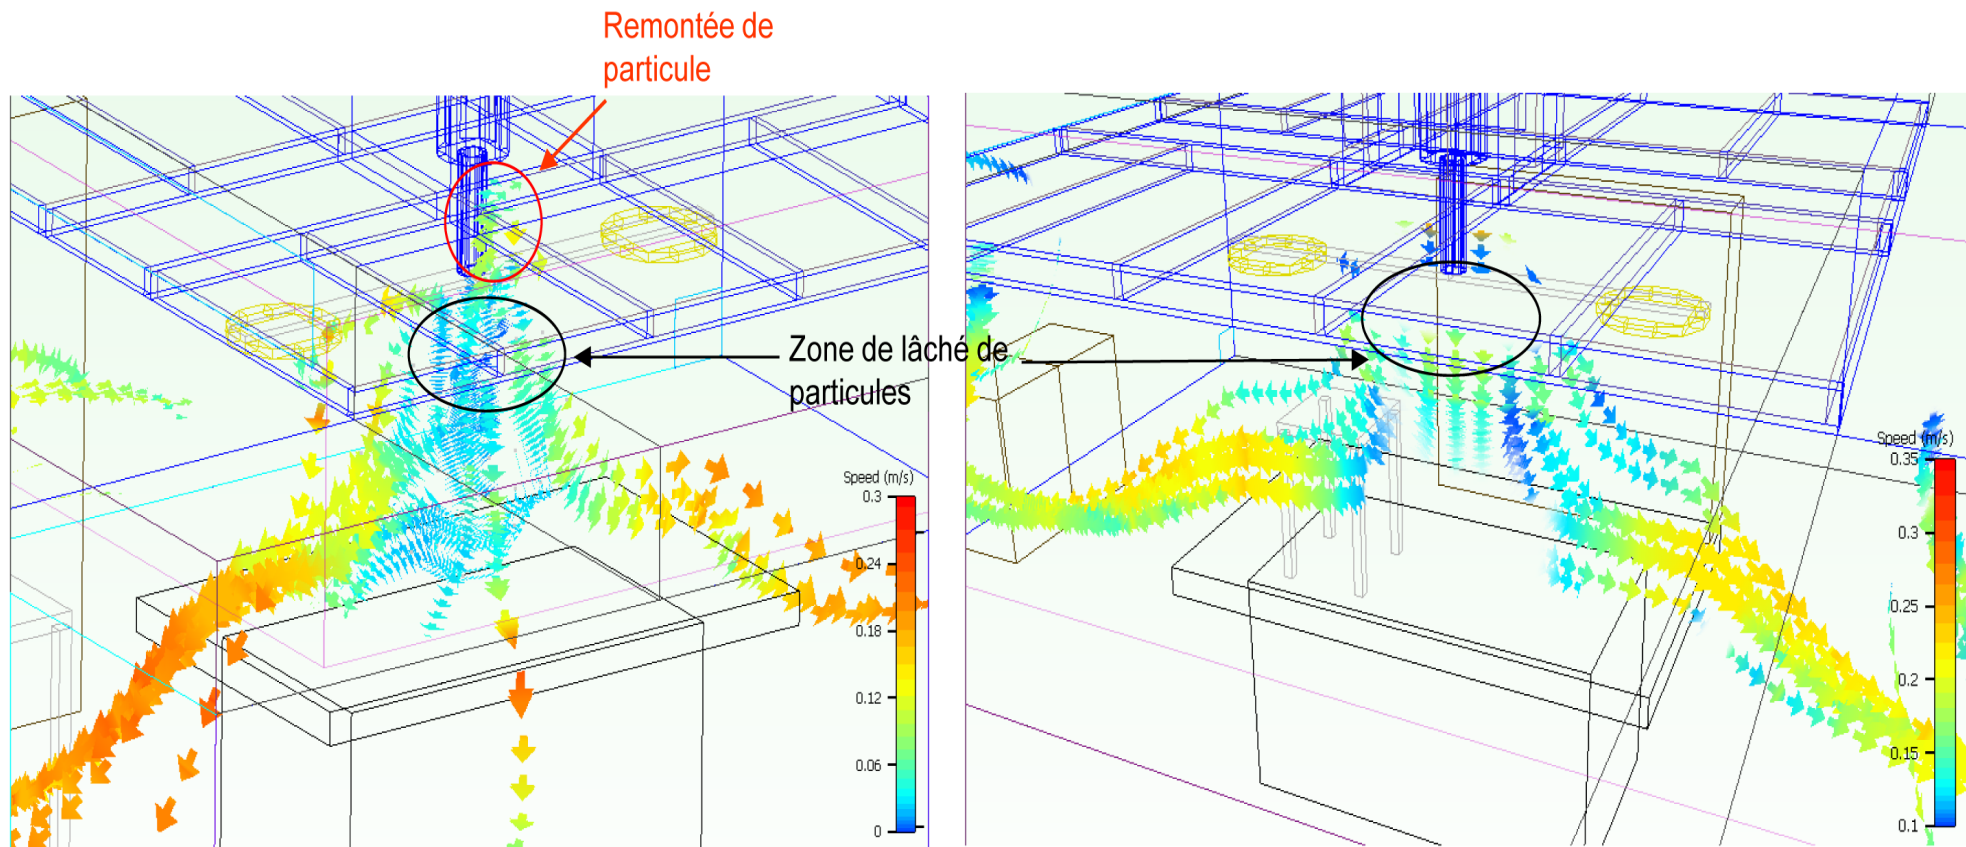 Remontée de
particule
Zone de lâché de
particules
Speed (m/s)
0.3
0.24
0.18
0.12
0.06
0
Speed (m/s)
0.35
0.3
0.25
0.2
0.15
0.1